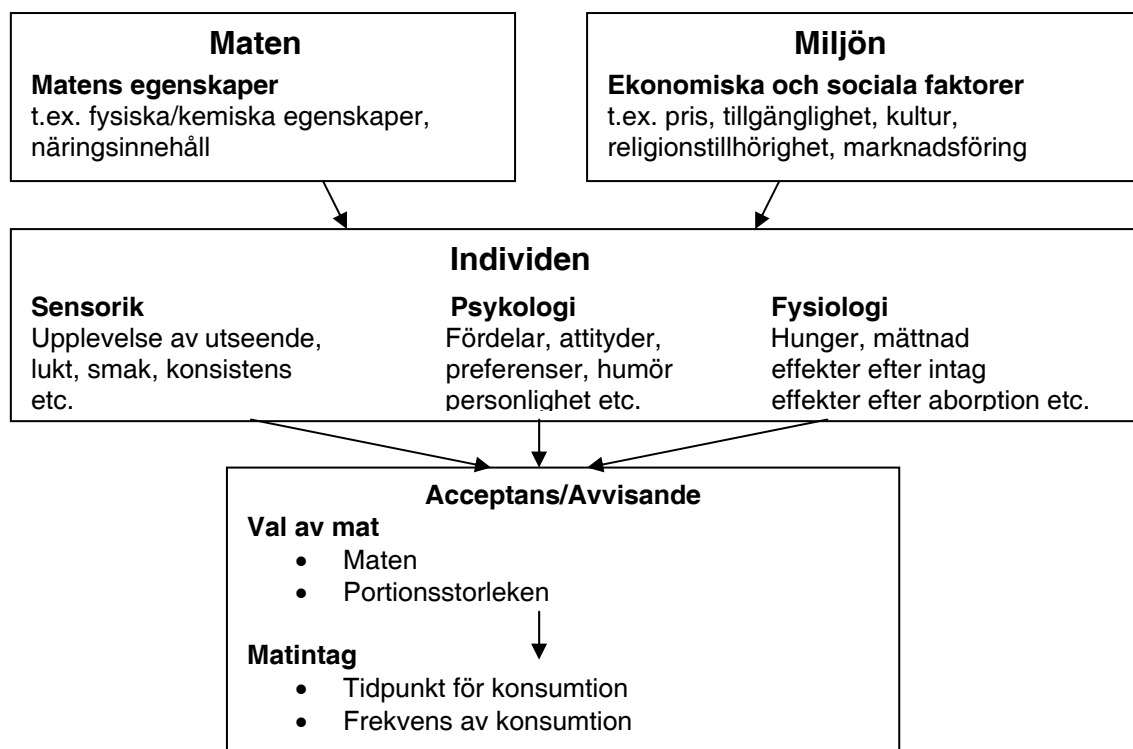 Maten
Matens egenskaper
t.ex. fysiska/kemiska egenskaper,
näringsinnehåll
Miljön
Ekonomiska och sociala faktorer
t.ex. pris, tillgänglighet, kultur,
religionstillhörighet, marknadsföring
Individen
Sensorik
Upplevelse av utseende,
lukt, smak, konsistens
etc.
Psykologi
Fördelar, attityder,
preferenser, humör
personlighet etc.
Fysiologi
Hunger, mättnad
effekter efter intag
effekter efter aborption etc.
Acceptans/Avvisande
Val av mat
• Maten
• Portionsstorleken
Matintag
• Tidpunkt för konsumtion
• Frekvens av konsumtion